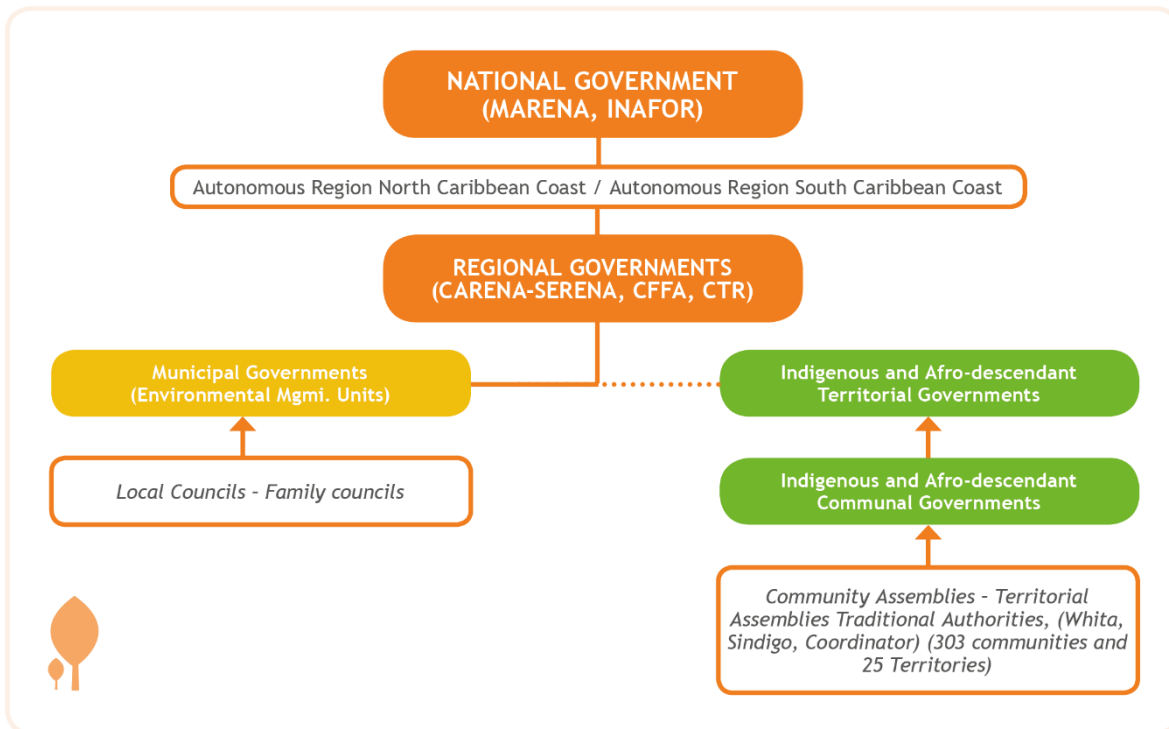 NATIONAL GOVERNMENT
(MARENA, INAFOR)
Autonomous Region North Caribbean Coast / Autonomous Region South Caribbean Coast
REGIONAL GOVERNMENTS
(CARENA-SERENA, CFFA, CTR)
Municipal Governments
(Environmental Mgmi. Units)
Indigenous and Afro-descendant
Territorial Governments
Local Councils – Family councils
Indigenous and Afro-descendant
Communal Governments
Community Assemblies – Territorial
Assemblies Traditional Authorities, (Whita,
Sindigo, Coordinator) (303 communities and
25 Territories)